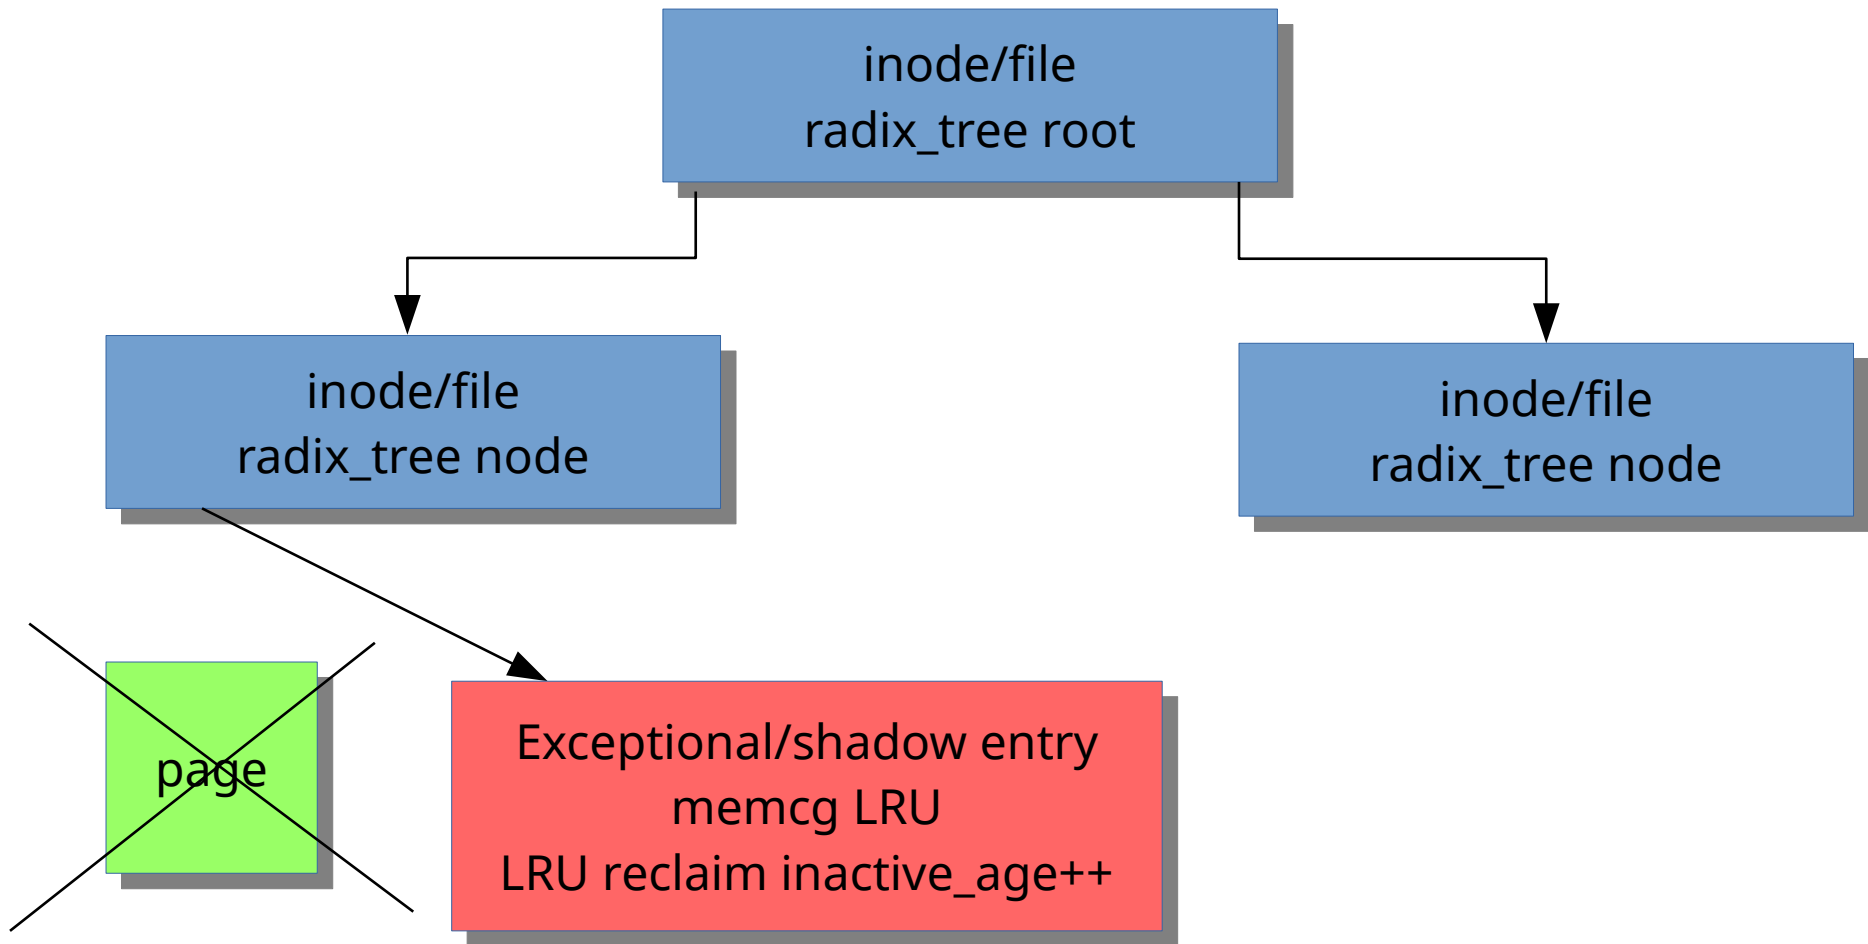 inode/file
radix_tree root
inode/file
radix_tree node
inode/file
radix_tree node
page
Exceptional/shadow entry
memcg LRU
LRU reclaim inactive_age++